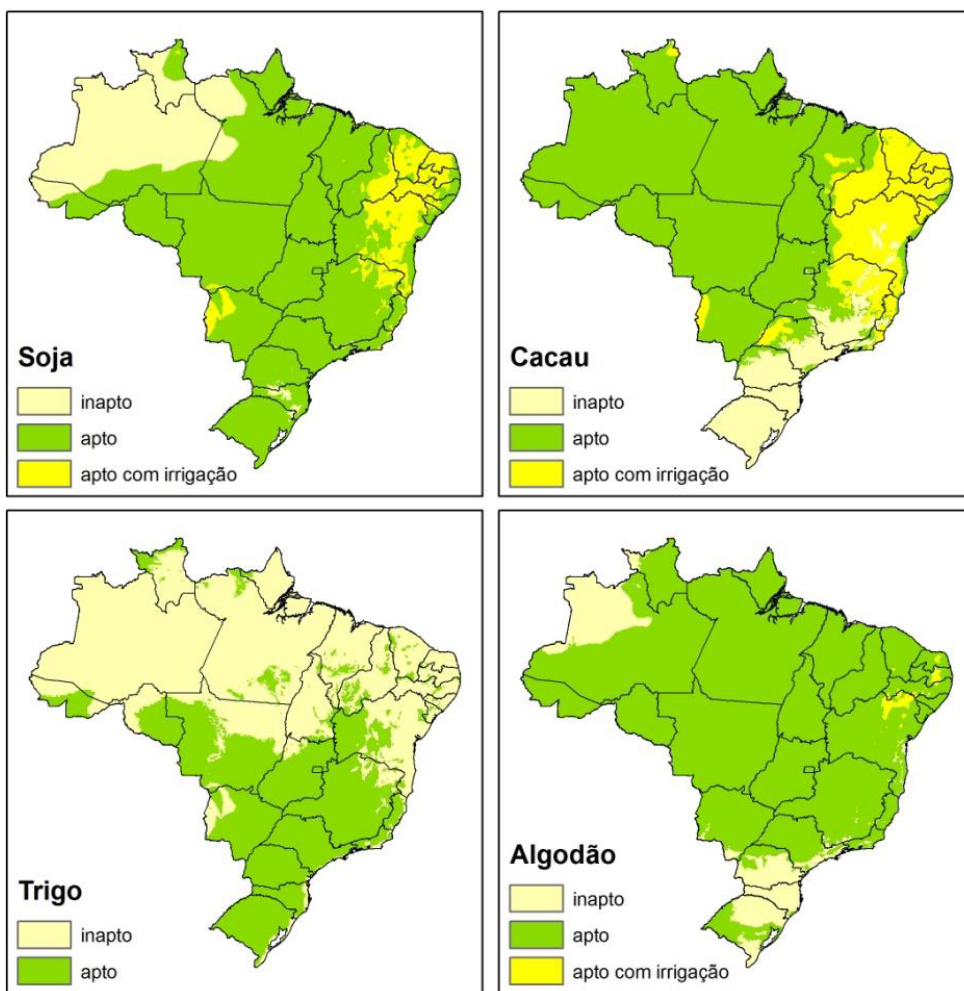 Soja
inapto
apto
apto com irrigação
Cacau
inapto
apto
apto com irrigação
Trigo
inapto
apto
Algodão
inapto
apto
apto com irrigação